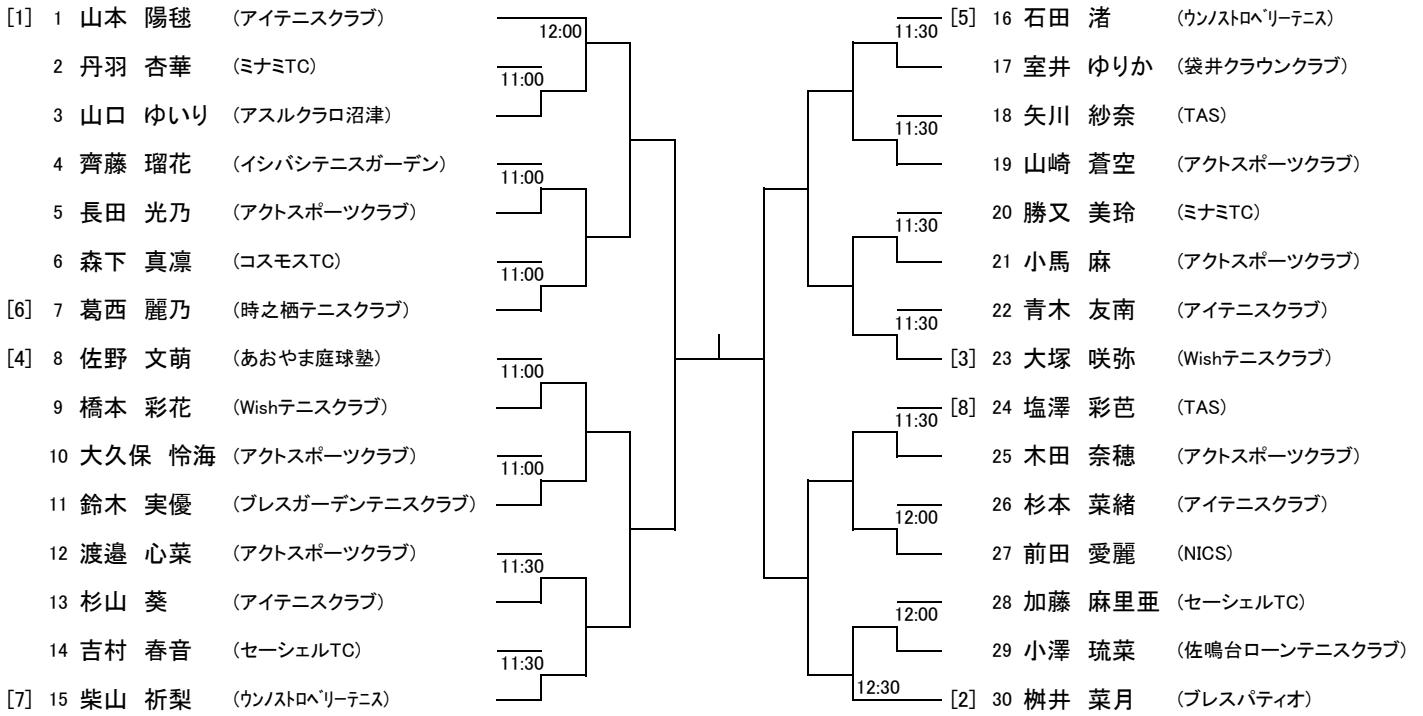 [1] 1 山本 陽毬 (アイテニスクラブ)
12:00
2 丹羽 杏華 (ミナミTC)
11:00
3 山口 ゆいり (アスルクラロ沼津)
4 齊藤 瑠花 (イシバシテニスガーデン)
11:00
5 長田 光乃 (アクトスポーツクラブ)
6 森下 真凛 (コスモスTC)
11:00
[6] 7 葛西 麗乃 (時之栖テニスクラブ)
[4] 8 佐野 文萌 (あおやま庭球塾)
11:00
9 橋本 彩花 (Wishテニスクラブ)
10 大久保 怜海 (アクトスポーツクラブ)
11:00
11 鈴木 実優 (ブレスガーデンテニスクラブ)
12 渡邉 心菜 (アクトスポーツクラブ)
11:30
13 杉山 葵 (アイテニスクラブ)
14 吉村 春音 (セーシェルTC)
11:30
[7] 15 柴山 祈梨 (ウンノストロベリーテニス)
[5] 16 石田 渚 (ウンノストロベリーテニス)
11:30
17 室井 ゆりか (袋井クラウンクラブ)
18 矢川 紗奈 (TAS)
11:30
19 山崎 蒼空 (アクトスポーツクラブ)
20 勝又 美玲 (ミナミTC)
11:30
21 小馬 麻 (アクトスポーツクラブ)
22 青木 友南 (アイテニスクラブ)
11:30
[3] 23 大塚 咲弥 (Wishテニスクラブ)
[8] 24 塩澤 彩芭 (TAS)
11:30
25 木田 奈穂 (アクトスポーツクラブ)
26 杉本 菜緒 (アイテニスクラブ)
12:00
27 前田 愛麗 (NICS)
28 加藤 麻里亜 (セーシェルTC)
12:00
29 小澤 琉菜 (佐鳴台ローンテニスクラブ)
12:30
[2] 30 桝井 菜月 (ブレスパティオ)